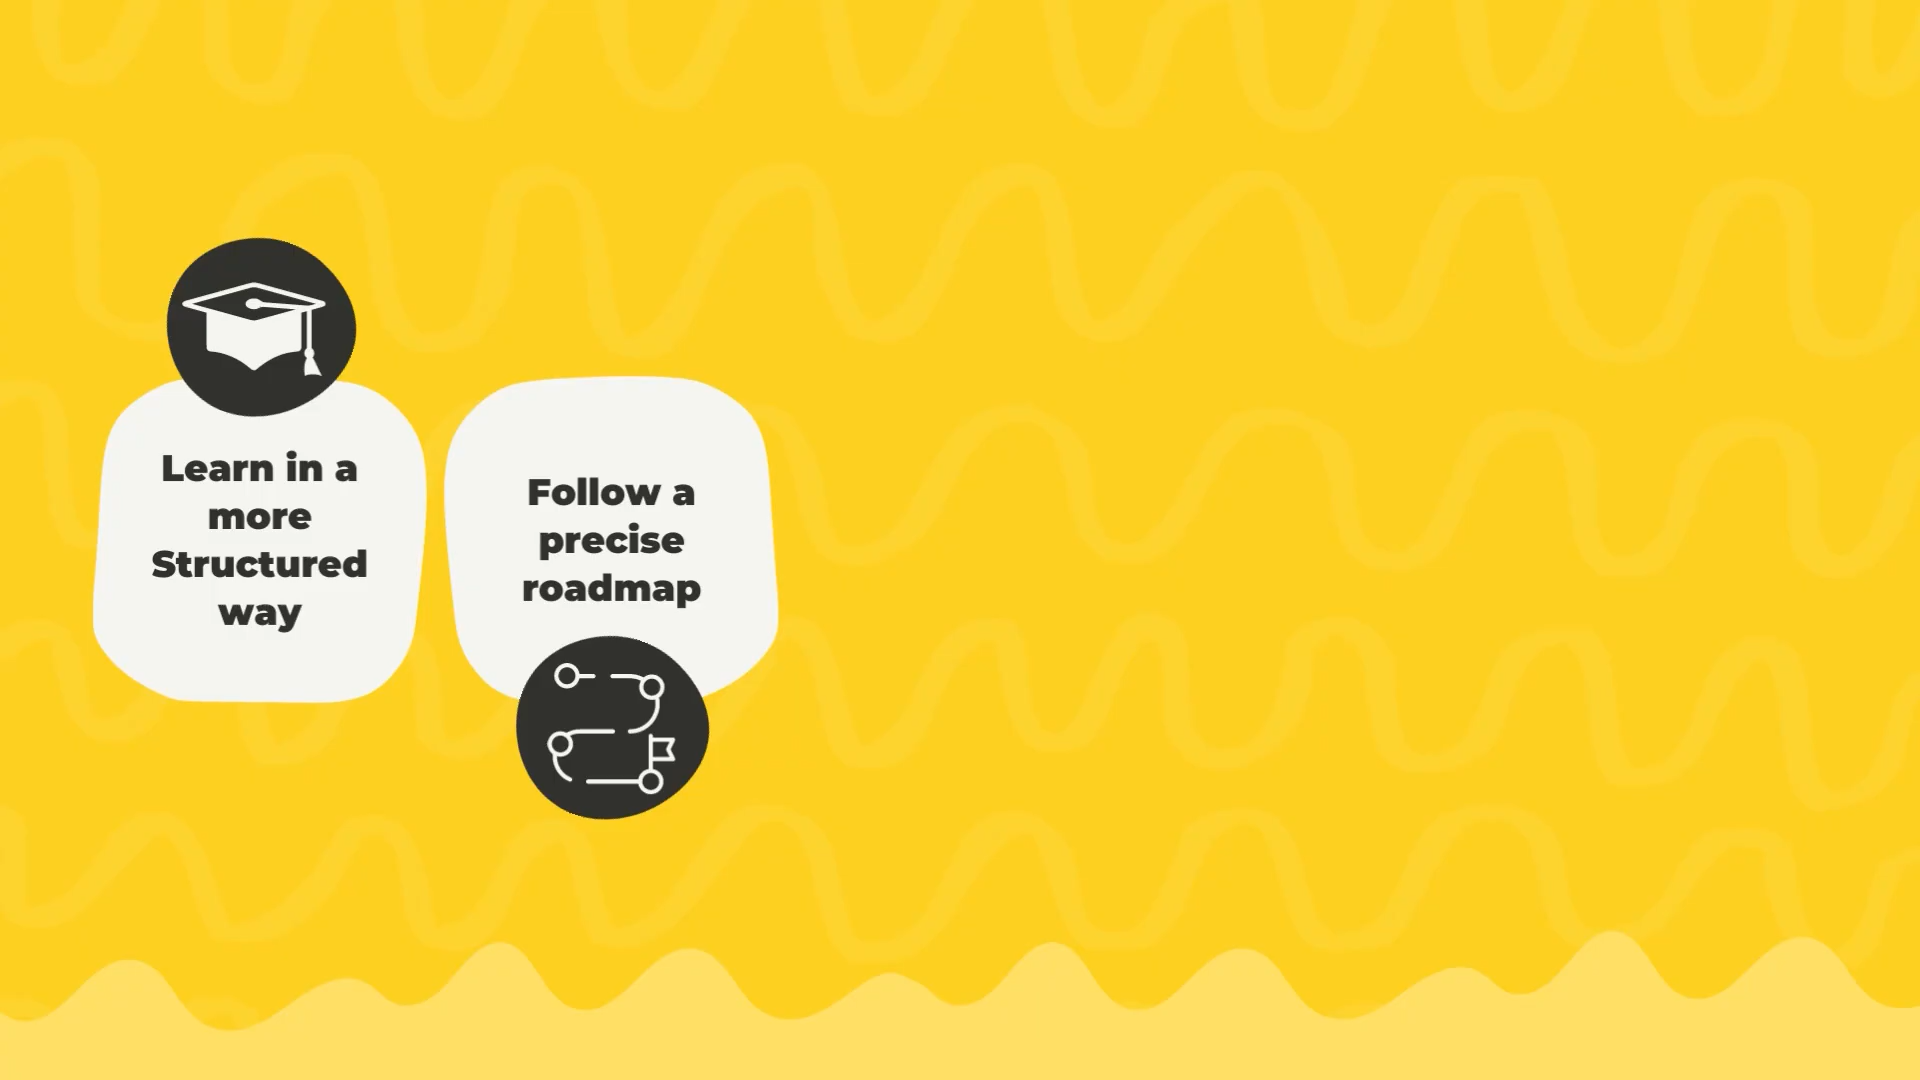 Learn in a
more
Structured
way
Follow a
precise
roadmap